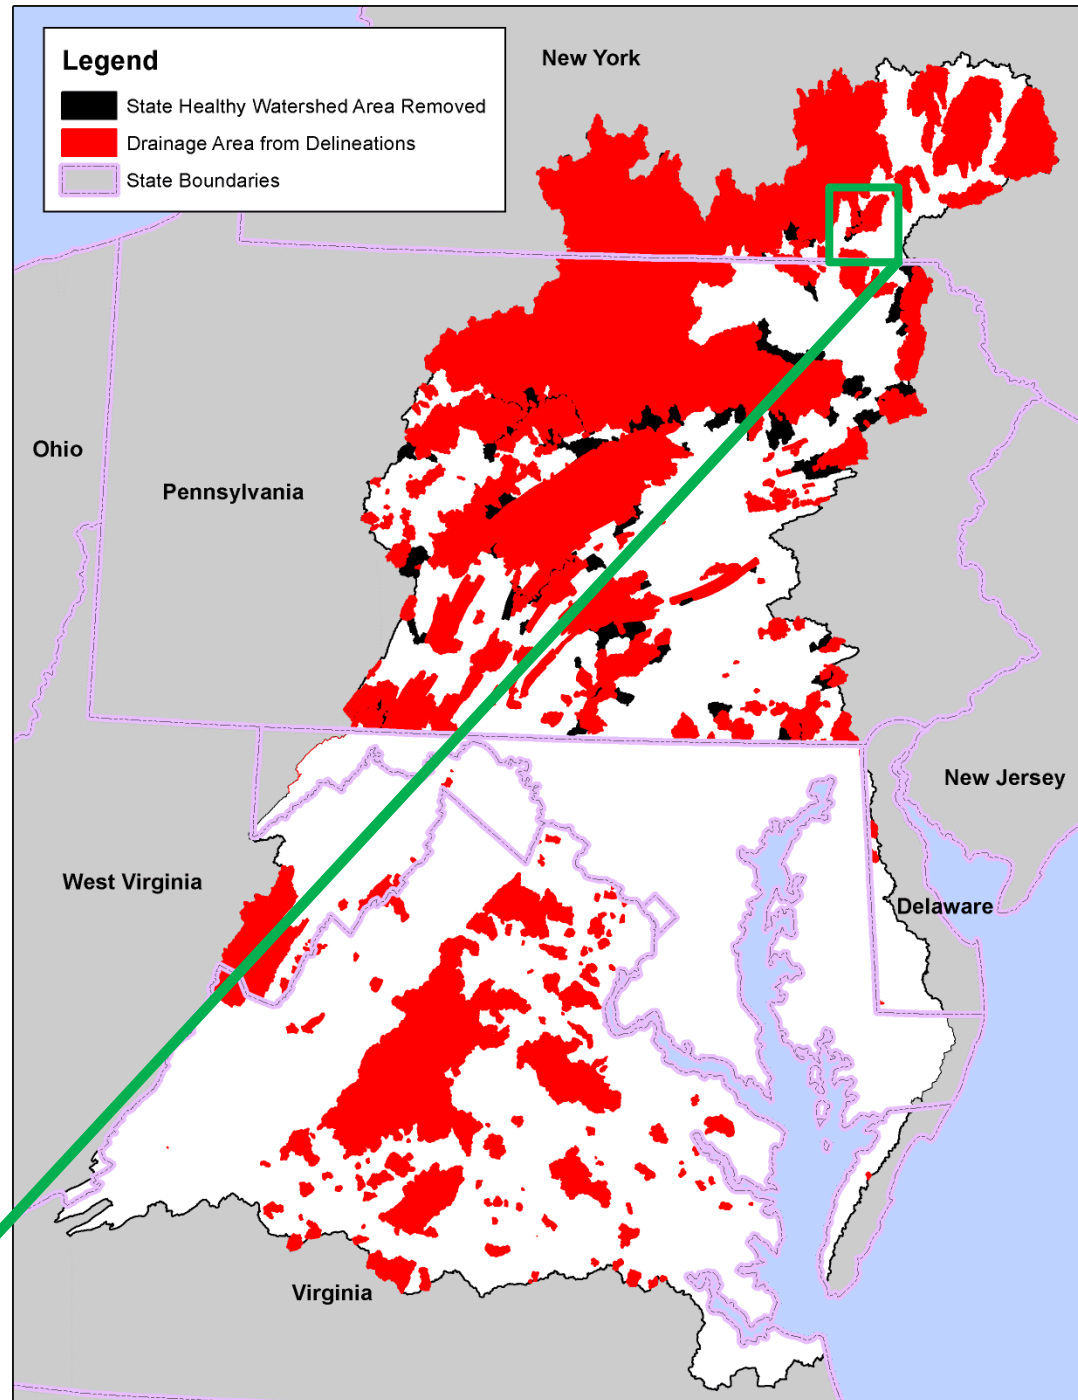 New York
Legend
State Healthy Watershed Area Removed
Drainage Area from Delineations
State Boundaries
Ohio
Pennsylvania
New Jersey
West Virginia
Delaware
Virginia